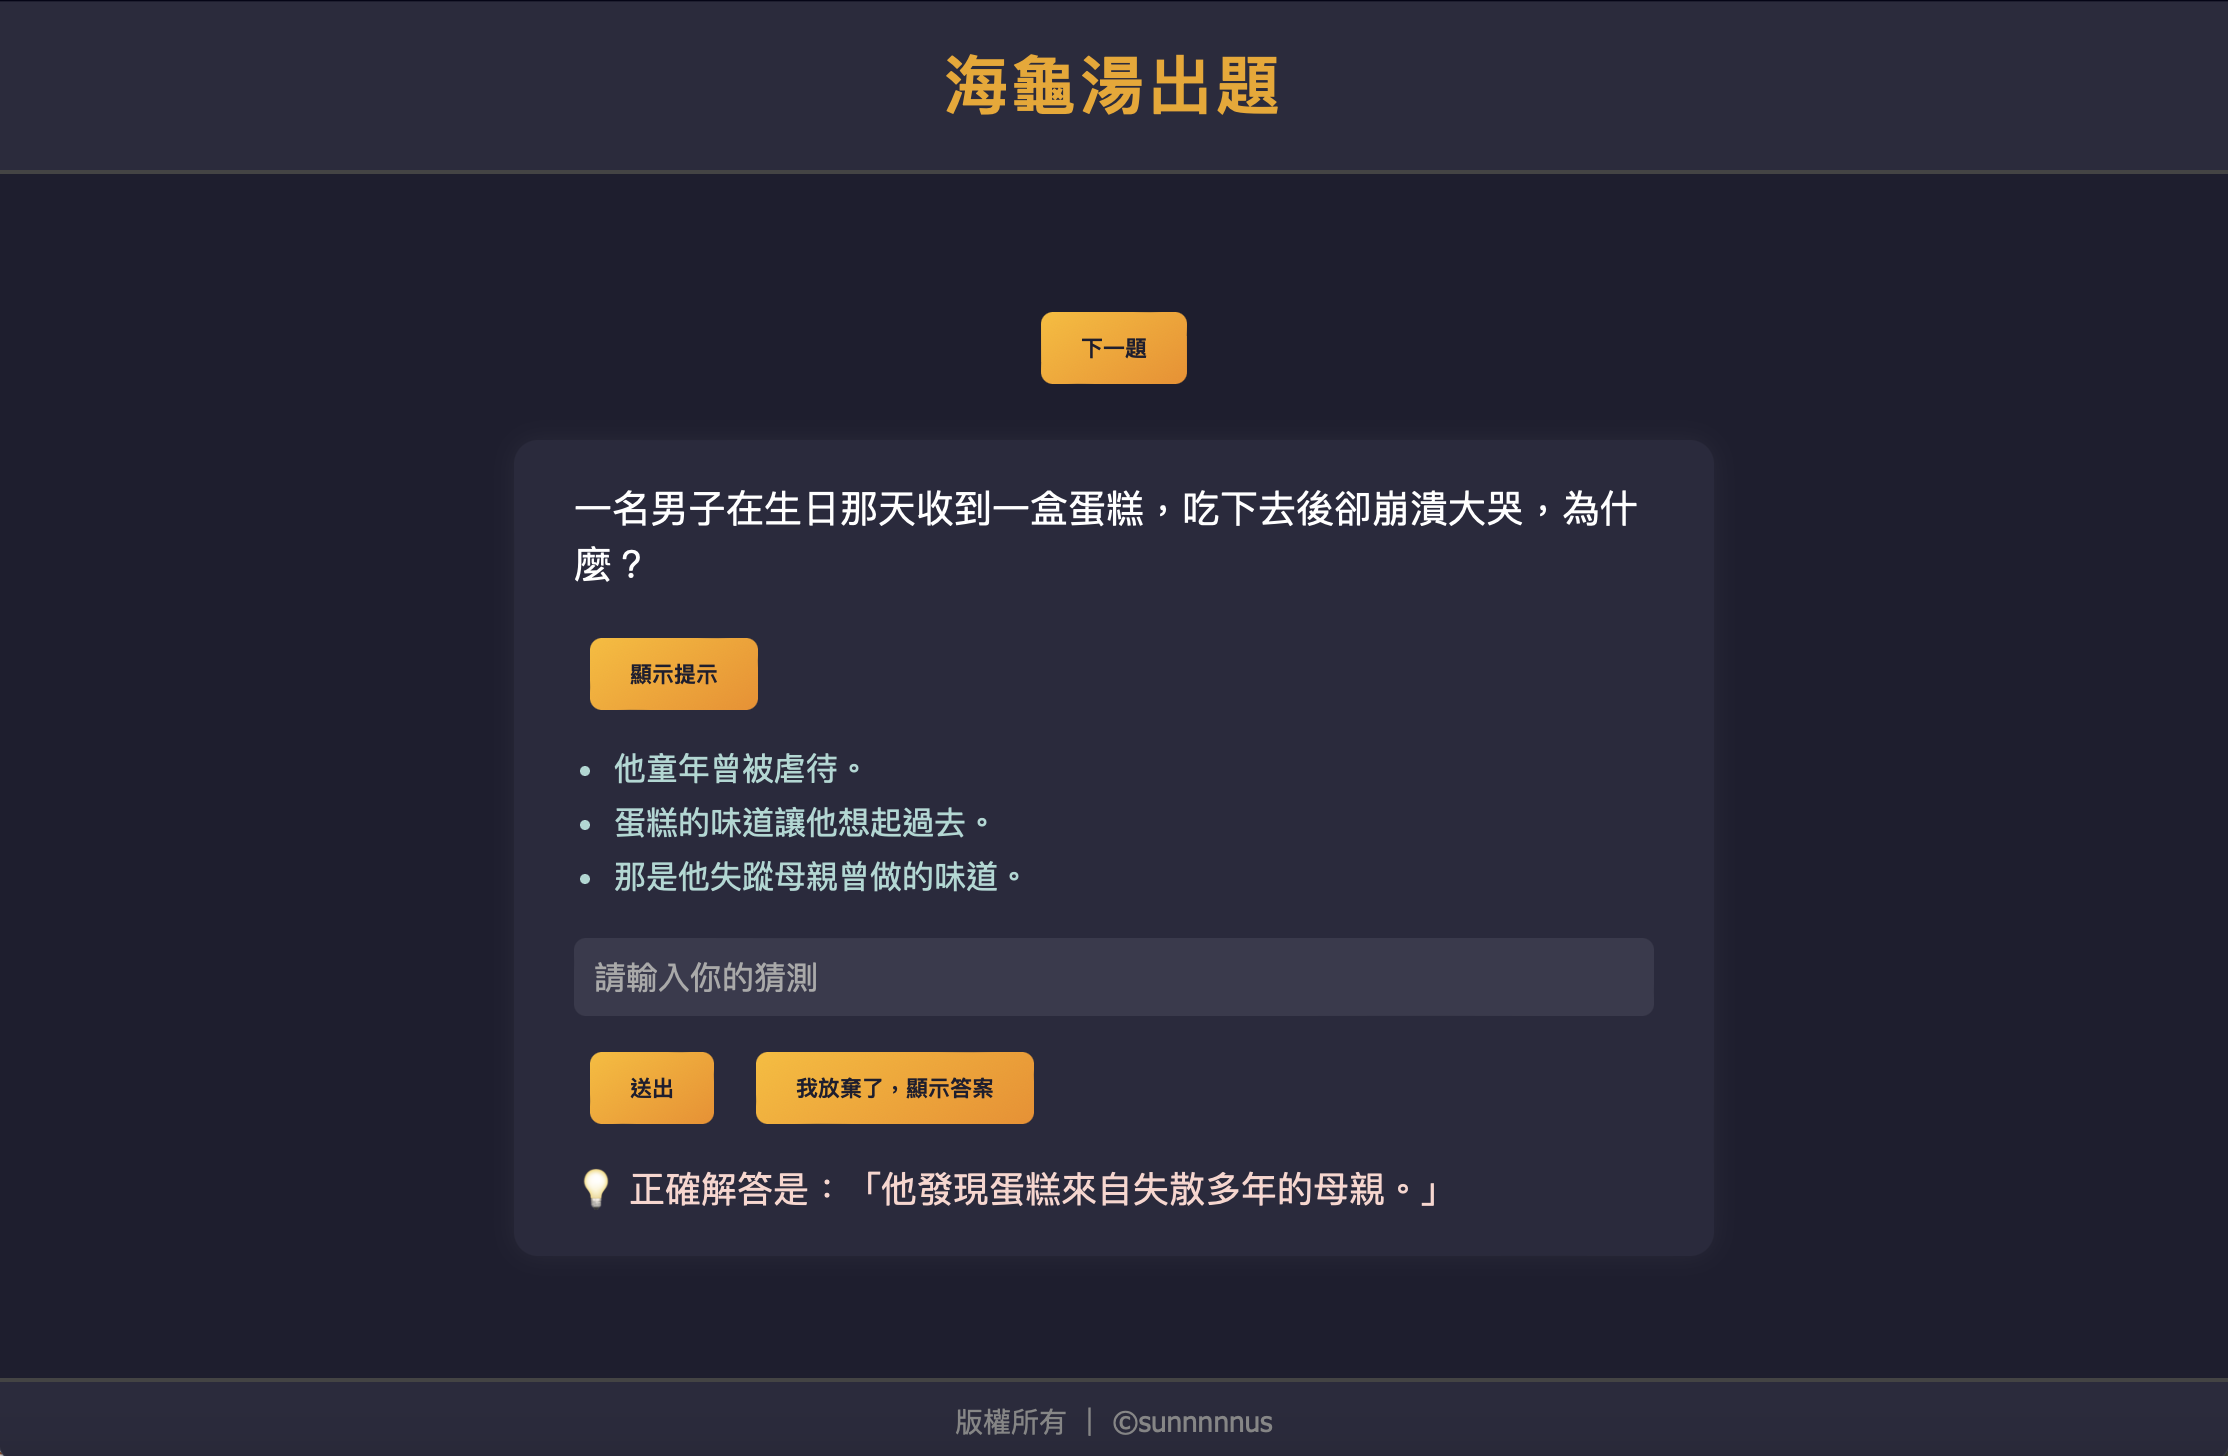 海龜湯出題
下一題
一名男子在生日那天收到一盒蛋糕，吃下去後卻崩潰大哭，為什
麼？
顯示提示
• 他童年曾被虐待。
• 蛋糕的味道讓他想起過去。
• 那是他失蹤母親曾做的味道。
請輸入你的猜測
送出 我放棄了，顯示答案
💡 正確解答是：「他發現蛋糕來自失散多年的母親。」
版權所有 ｜ ©sunnnnnus